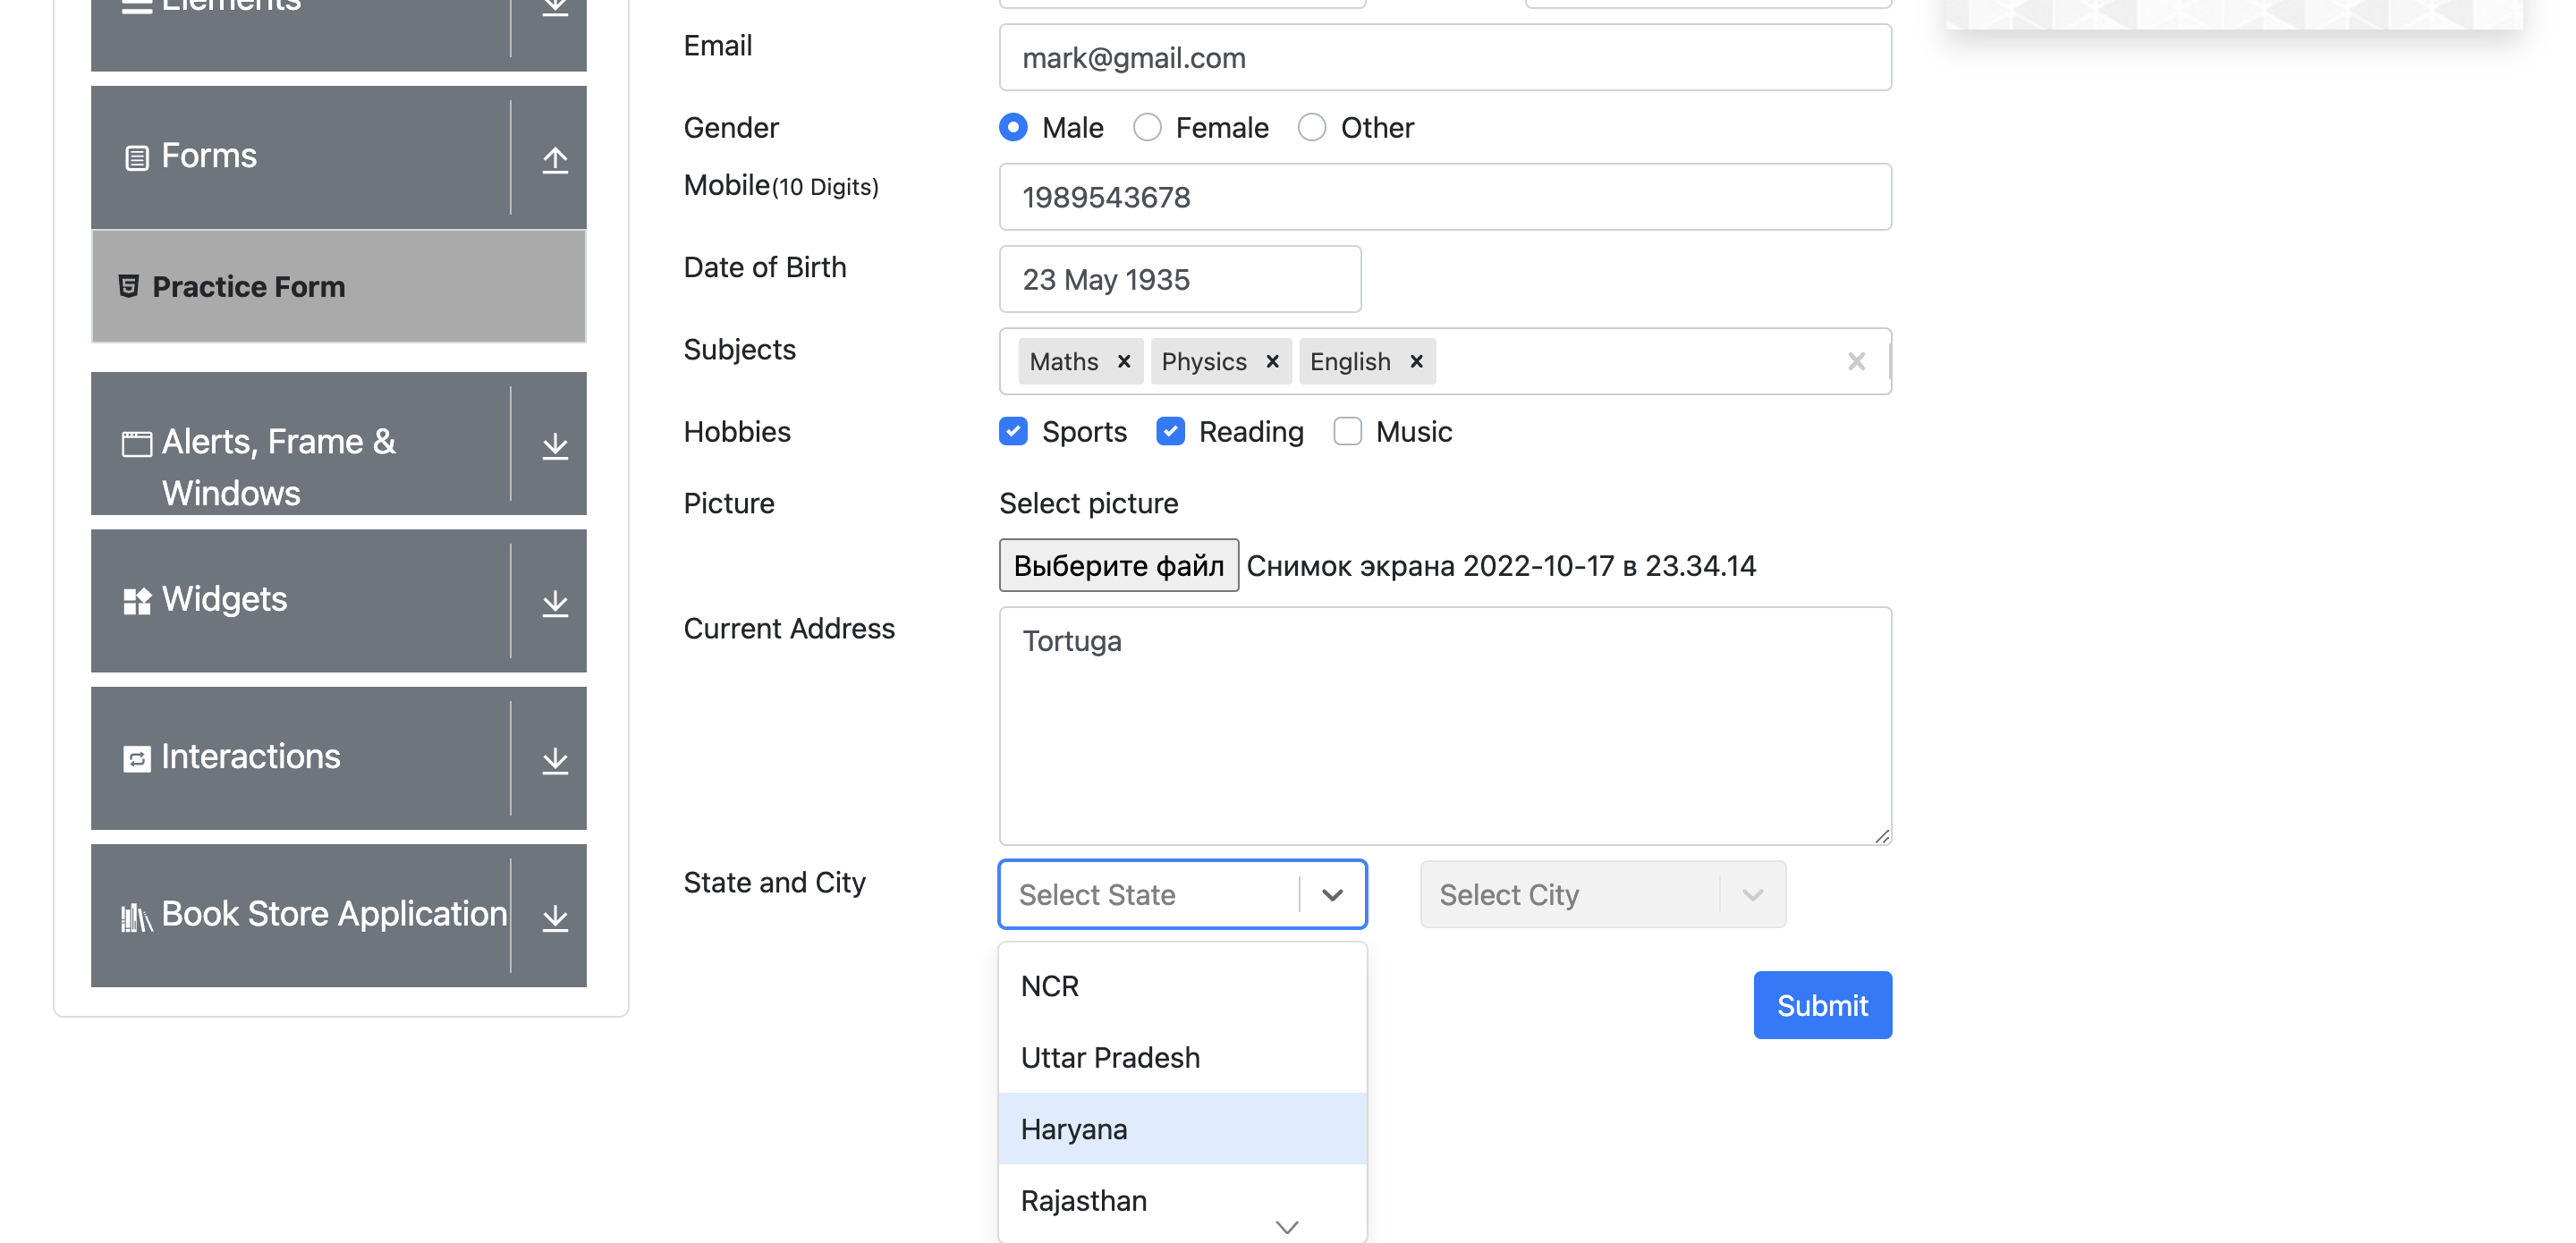 Elements
Forms
Practice Form
Alerts, Frame &
Windows
Widgets
Interactions
Book Store Application
Email
mark@gmail.com
Gender
Male
Female
Other
Mobile(10 Digits)
1989543678
Date of Birth
23 May 1935
Subjects
Maths
Physics
English
Hobbies
Sports
Reading
Music
Picture
Select picture
Выберите файл Снимок экрана 2022-10-17 в 23.34.14
Current Address
Tortuga
State and City
Select State
Select City
NCR
Uttar Pradesh
Haryana
Rajasthan
Submit